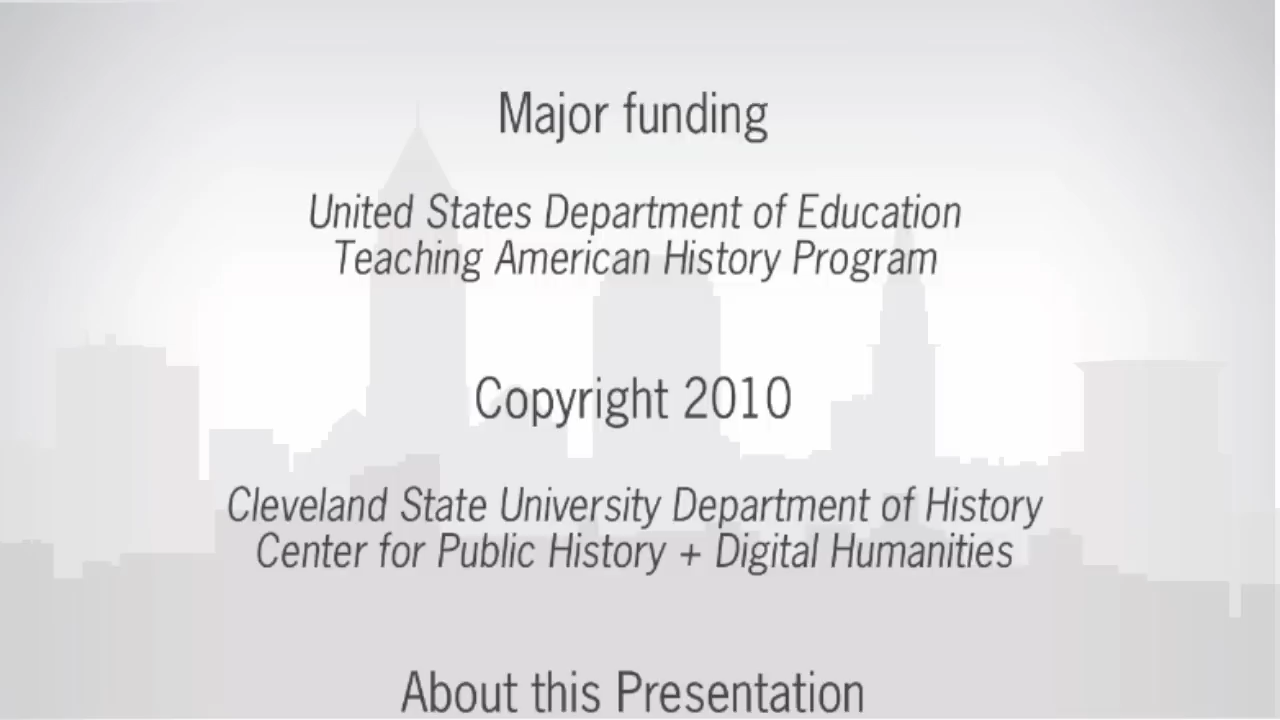 Major funding
United States Department of Education
Teaching American History Program
Copyright 2010
Cleveland State University Department of History
Center for Public History + Digital Humanities
About this Presentation